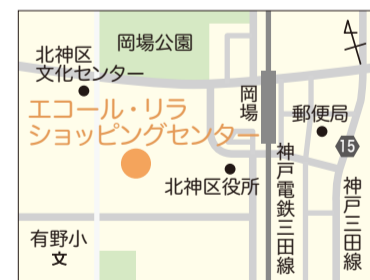 岡場公園
北神区
文化センター
エコール・リラ
ショッピングセンター
岡場
郵便局
15
北神区役所
神戸電鉄三田線
神戸三田線
有野小
文
4